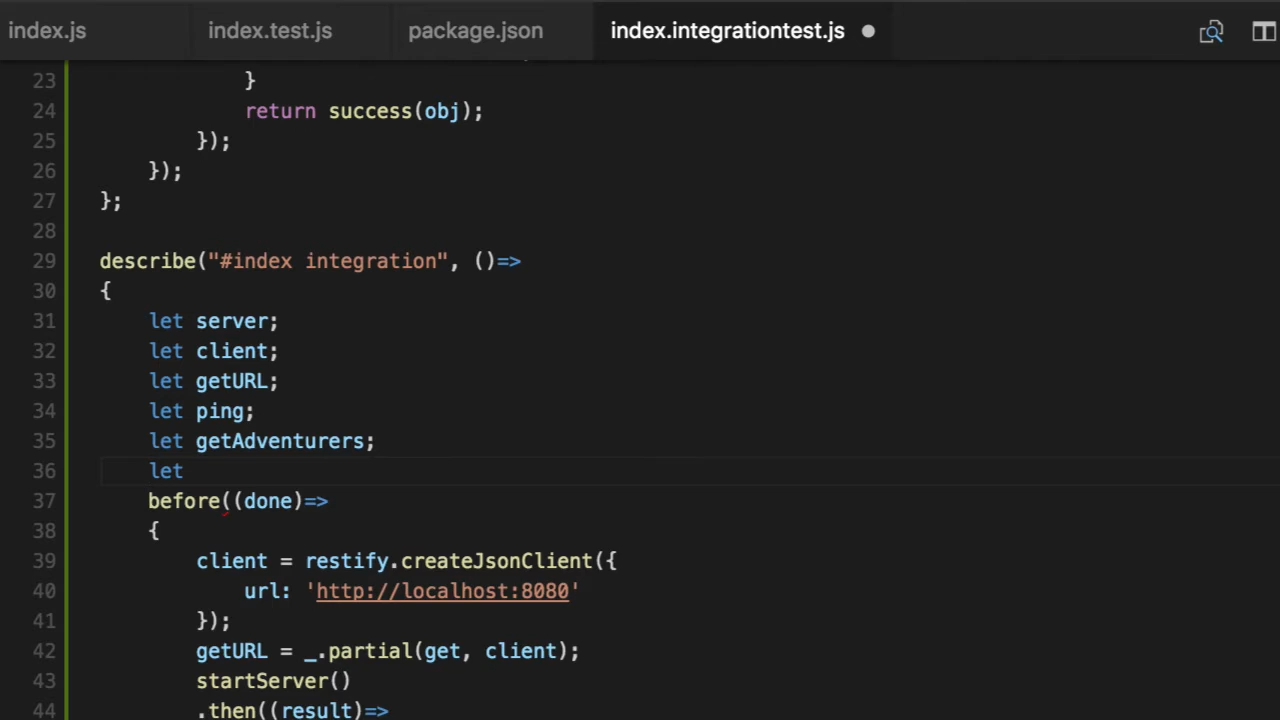 index.js index.test.js package.json index.integrationtest.js
23 }
24 return success(obj);
25 });
26 });
27 };
28
29 describe("#index integration", ()=>
30 {
31 let server;
32 let client;
33 let getURL;
34 let ping;
35 let getAdventurers;
36 let
37 before((done)=>
38 {
39 client = restify.createJsonClient({
40 url: 'http://localhost:8080'
41 });
42 getURL = _.partial(get, client);
43 startServer()
44 .then((result)=>